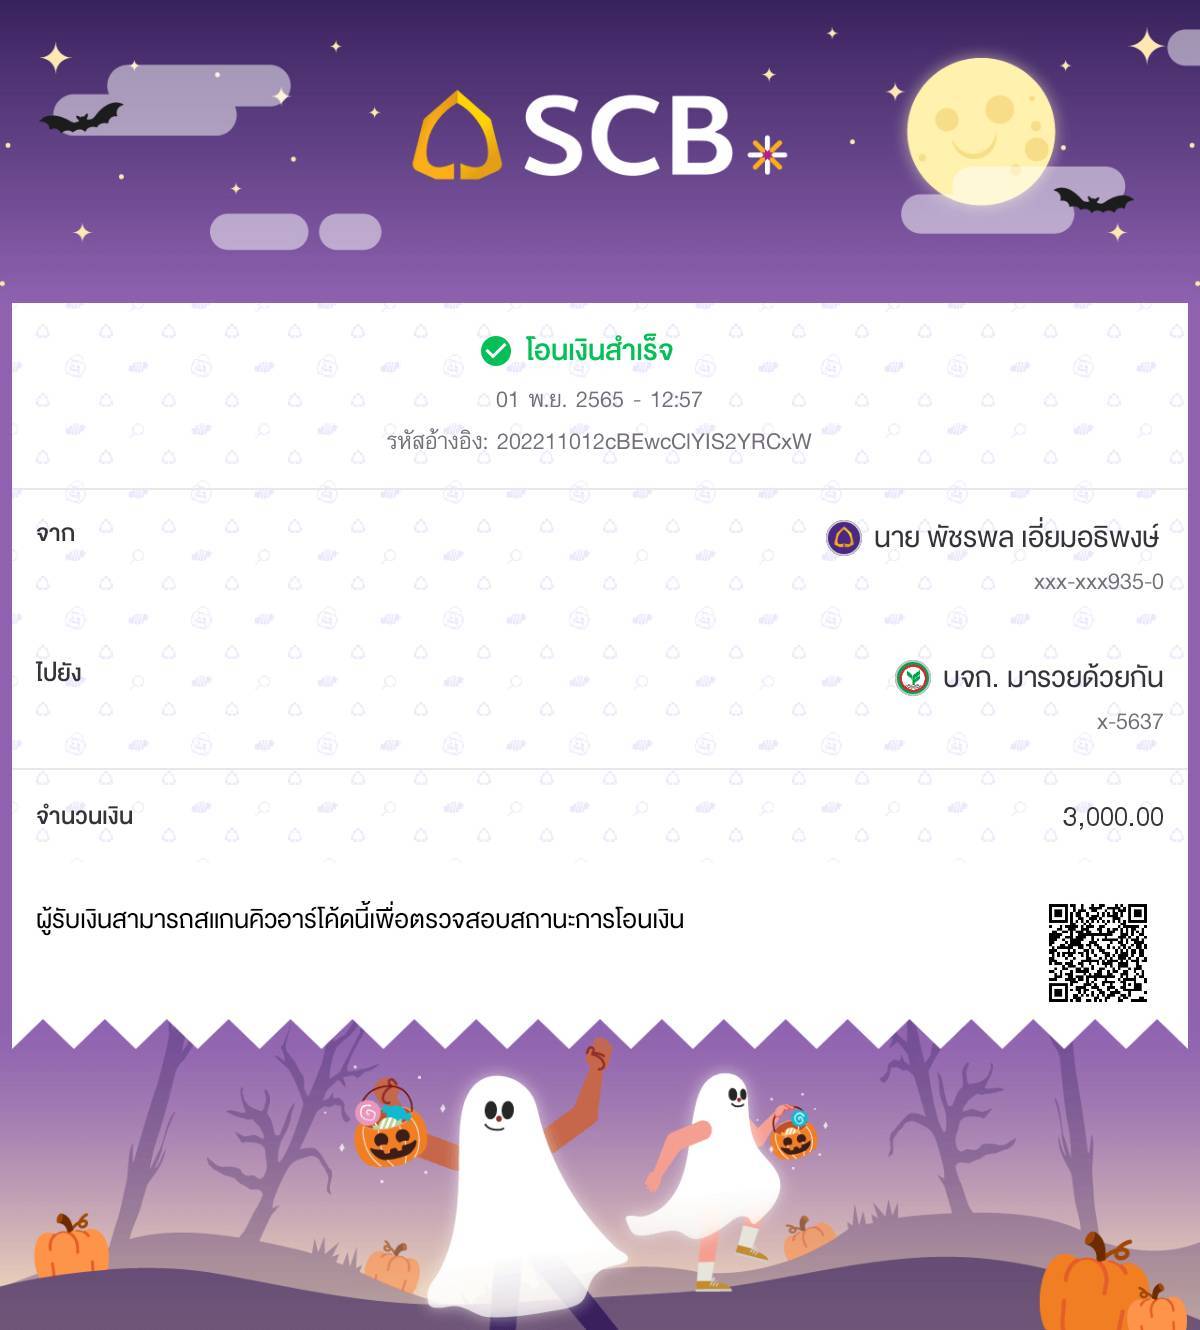 SCB
โอนเงินสำเร็จ
01 พ.ย. 2565 - 12:57
รหัสอ้างอิง: 202211012cBEwcClYIS2YRCxW
จาก
นาย พัชรพล เอี่ยมอธิพงษ์
xxx-xxx935-0
ไปยัง
บจก. มารวยด้วยกัน
x-5637
จำนวนเงิน
3,000.00
ผู้รับเงินสามารถสแกนคิวอาร์โค้ดนี้เพื่อตรวจสอบสถานะการโอนเงิน